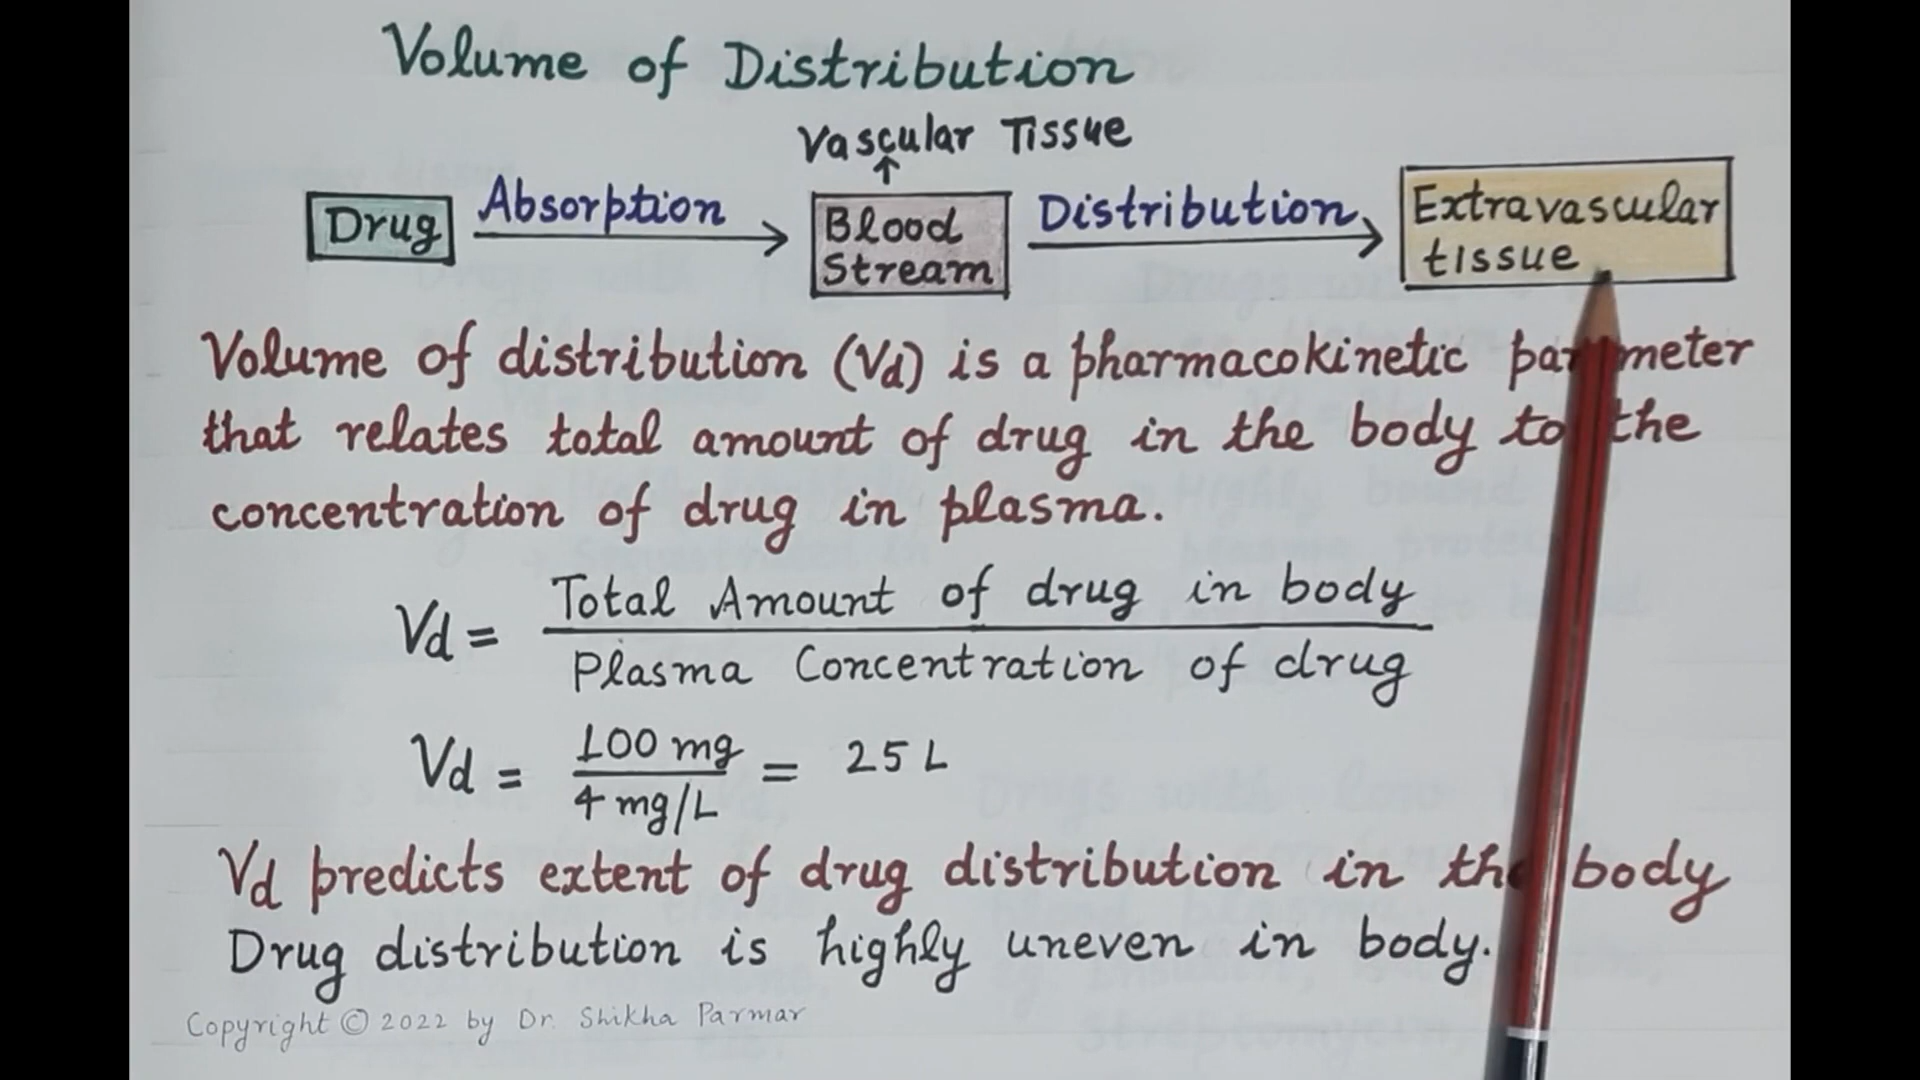 Volume of Distribution
Vascular Tissue
↑
Drug Absorption → Blood Stream Distribution → Extravascular tissue
Volume of distribution (Vd) is a pharmacokinetic parameter
that relates total amount of drug in the body to the
concentration of drug in plasma.
Vd = Total Amount of drug in body
Plasma Concentration of drug
Vd = 100 mg = 25 L
4 mg/L
Vd predicts extent of drug distribution in the body
Drug distribution is highly uneven in body.
Copyright © 2022 by Dr. Shikha Parmar